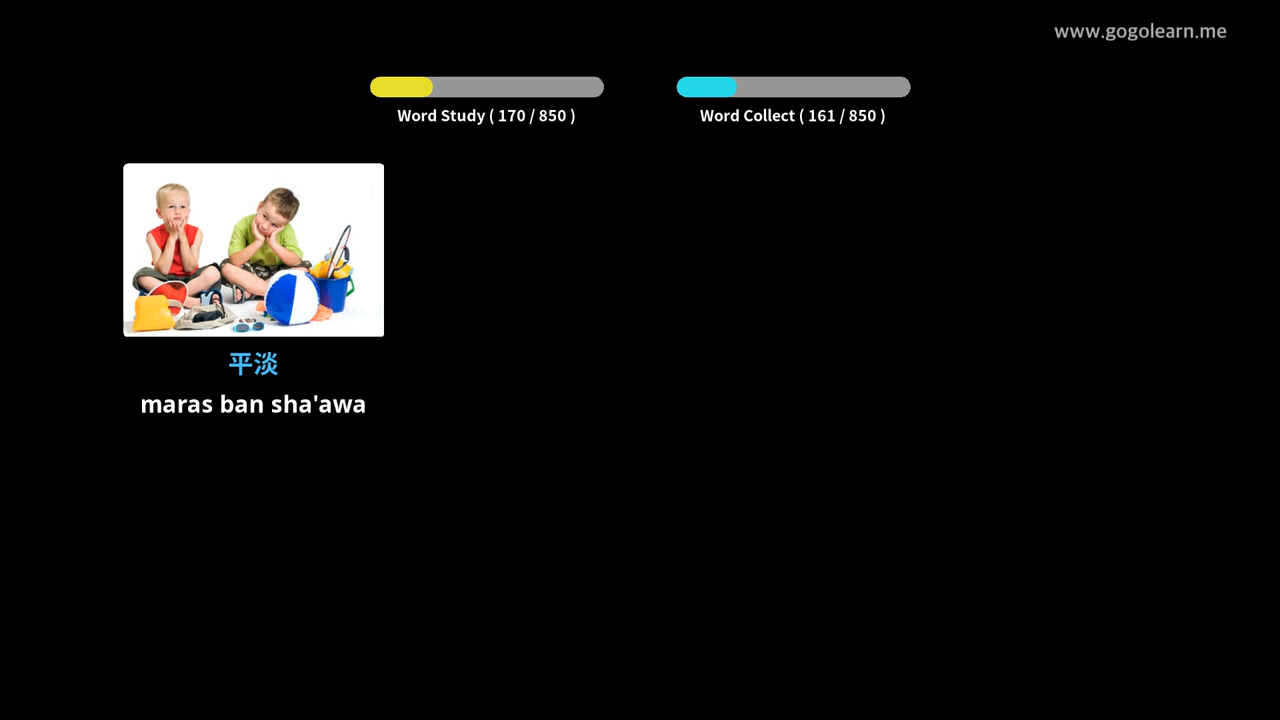 www.gogolearn.me
Word Study ( 170 / 850 )
Word Collect ( 161 / 850 )
平淡
maras ban sha'awa